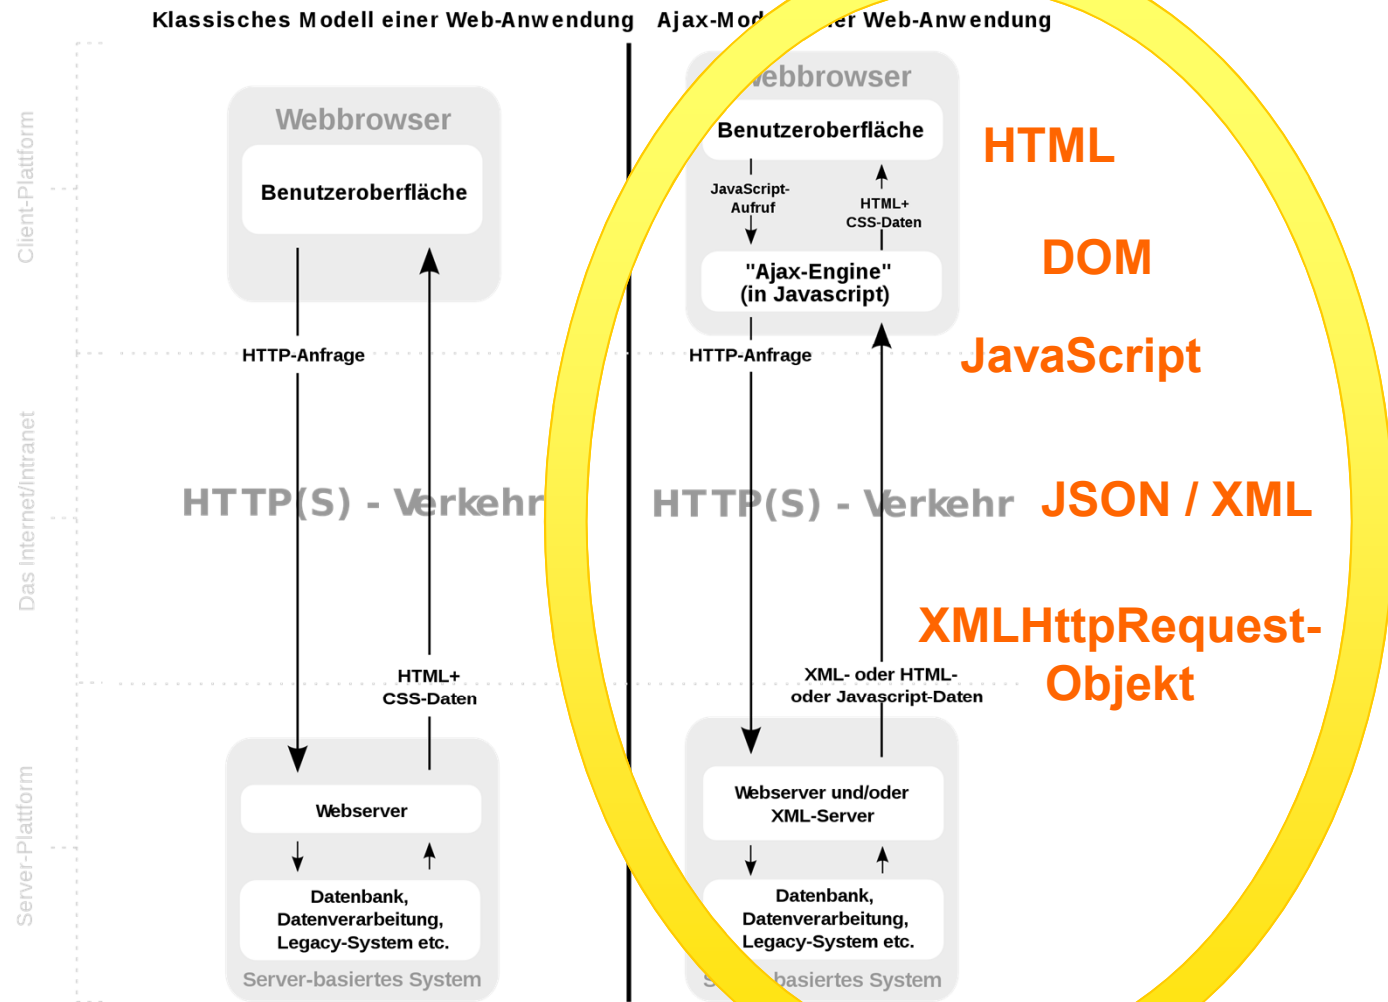 Klassisches Modell einer Web-Anwendung
Client-Plattform
Das Internet/Intranet
Server-Plattform
Webbrowser
Benutzeroberfläche
HTTP-Anfrage
HTTP(S) - Verkehr
HTML+
CSS-Daten
Webserver
Datenbank,
Datenverarbeitung,
Legacy-System etc.
Server-basiertes System
Ajax-Mod er Web-Anwendung
Webbrowser
Benutzeroberfläche
JavaScript-
Aufruf
HTML+
CSS-Daten
"Ajax-Engine"
(in Javascript)
HTTP-Anfrage
HTTP(S) - Verkehr
XML- oder HTML-
oder Javascript-Daten
Webserver und/oder
XML-Server
Datenbank,
Datenverarbeitung,
Legacy-System etc.
basiertes System
HTML
DOM
JavaScript
JSON / XML
XMLHttpRequest-
Objekt